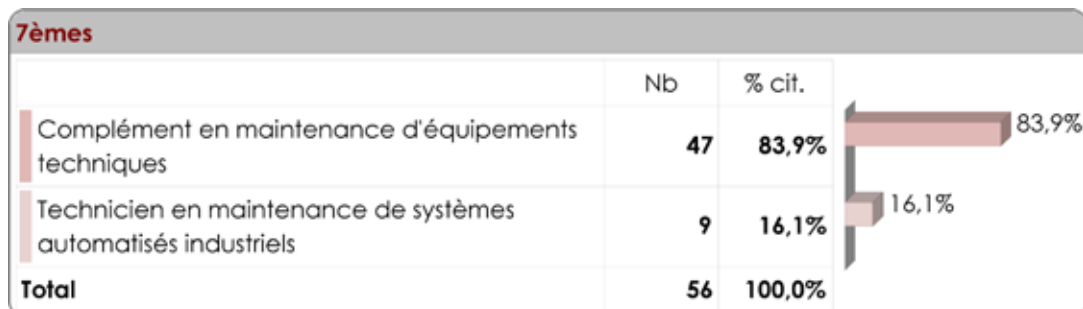 7èmes
Nb % cit.
Complément en maintenance d'équipements
techniques
47 83,9%
83,9%
Technicien en maintenance de systèmes
automatisés industriels
9 16,1%
16,1%
Total 56 100,0%